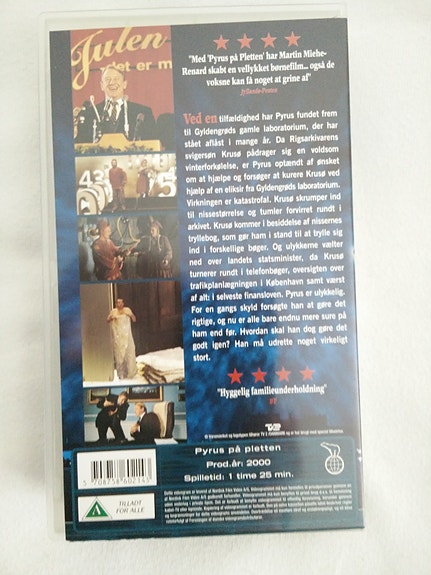 Julen
det er m
"Med 'Pyrus på Pletten' har Martin Miehe-
Renard skabt en vellykket børnefilm... også de
voksne kan få noget at grine af"
Jyllands-Posten
Ved en tilfældighed har Pyrus fundet frem
til Gyldengrøds gamle laboratorium, der har
stået aflåst i mange år. Da Rigsarkivarens
svigersøn Krusø pådrager sig en voldsom
vinterforkølelse, er Pyrus optændt af ønsket
om at hjælpe og forsøger at kurere Krusø ved
hjælp af en eliksir fra Gyldengrøds laboratorium.
Virkningen er katastrofal. Krusø skrumper ind
til nissestørrelse og tumler forvirret rundt i
arkivet. Krusø kommer i besiddelse af nissernes
tryllebog, som gør ham i stand til at trylle sig
ind i forskellige bøger. Og ulykkerne vælter
ned over landets statsminister, da Krusø
turnerer rundt i telefonbøger, oversigten over
trafikplanlægningen i København samt værst
af alt: i selveste finansloven. Pyrus er ulykkelig.
For en gangs skyld forsøgte han at gøre det
rigtige, og nu er alle bare endnu mere sure på
ham end før. Hvordan skal han dog gøre det
godt igen? Han må udrette noget virkeligt
stort.
"Hyggelig familieunderholdning"
BT
Pyrus på pletten
Prod.år: 2000
Spilletid: 1 time 25 min.
5 708758 602143
A
TILLADT
FOR ALLE